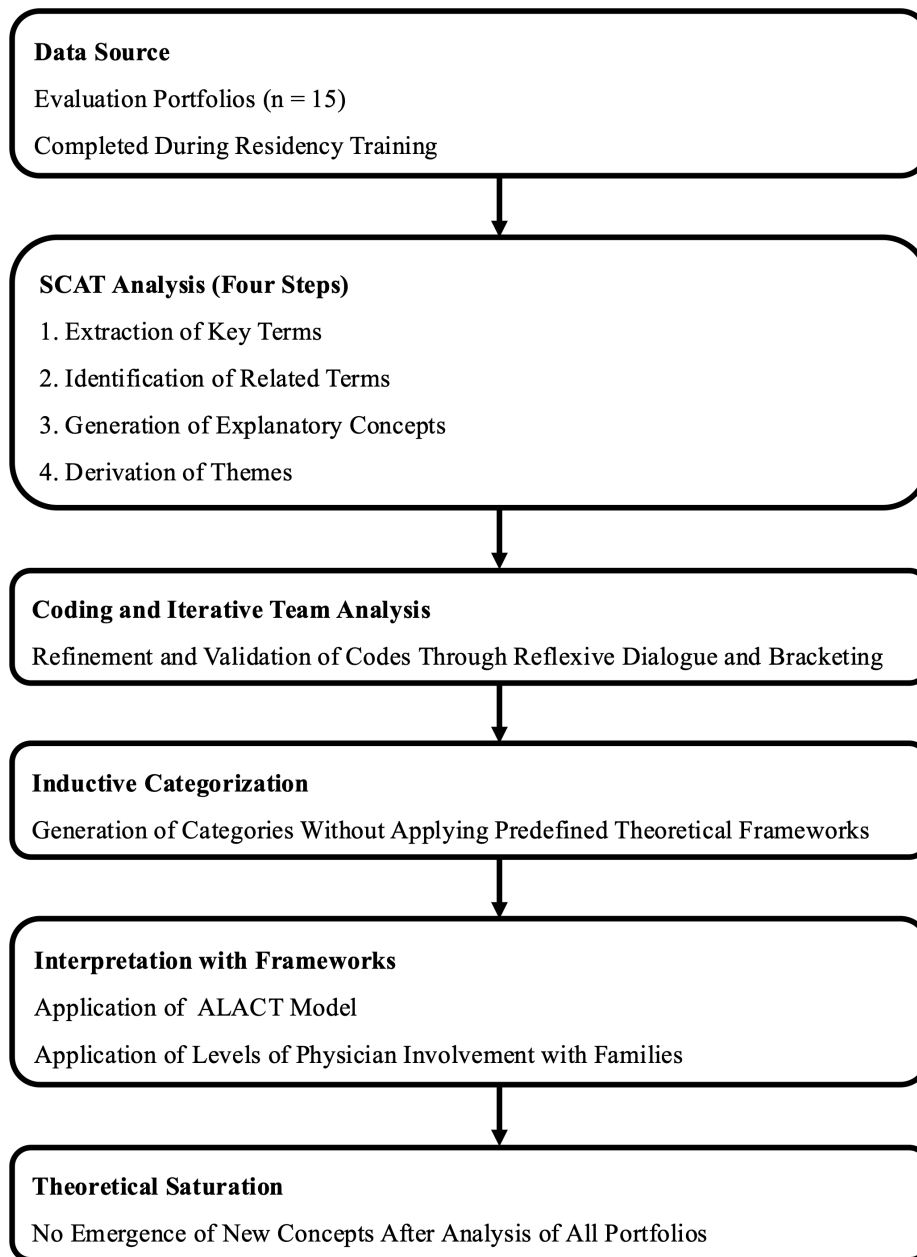 Data Source
Evaluation Portfolios (n = 15)
Completed During Residency Training
SCAT Analysis (Four Steps)
1. Extraction of Key Terms
2. Identification of Related Terms
3. Generation of Explanatory Concepts
4. Derivation of Themes
Coding and Iterative Team Analysis
Refinement and Validation of Codes Through Reflexive Dialogue and Bracketing
Inductive Categorization
Generation of Categories Without Applying Predefined Theoretical Frameworks
Interpretation with Frameworks
Application of ALACT Model
Application of Levels of Physician Involvement with Families
Theoretical Saturation
No Emergence of New Concepts After Analysis of All Portfolios